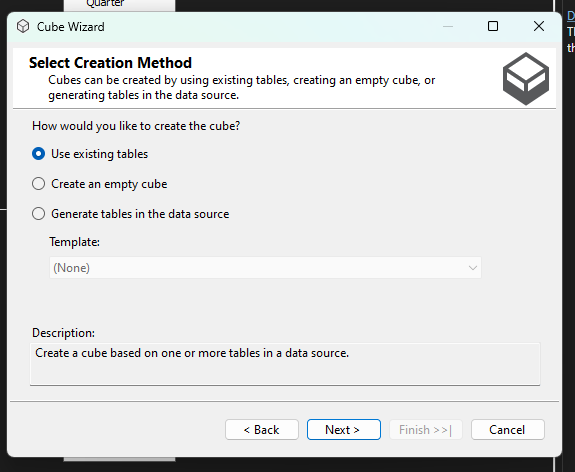 Quarter
Cube Wizard
Select Creation Method
Cubes can be created by using existing tables, creating an empty cube, or
generating tables in the data source.
How would you like to create the cube?
Use existing tables
Create an empty cube
Generate tables in the data source
Template:
(None)
Description:
Create a cube based on one or more tables in a data source.
< Back
Next >
Finish >>|
Cancel